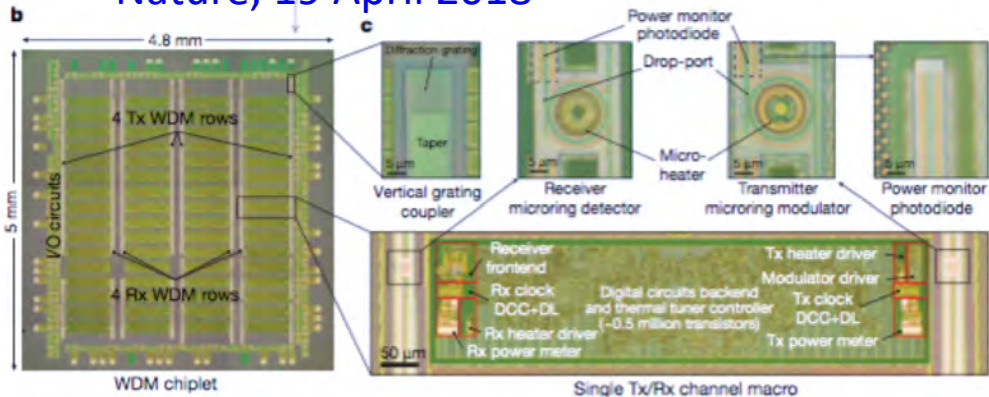 Nature, 19 April 2018
b
4.8 mm
5 mm
I/O circuits
4 Tx WDM rows
4 Rx WDM rows
WDM chiplet
c
Diffraction grating
Taper
5 µm
Vertical grating
coupler
Power monitor
photodiode
Drop-port
Micro-
heater
5 µm
Receiver
microring detector
5 µm
Transmitter
microring modulator
5 µm
Power monitor
photodiode
Receiver
frontend
Rx clock
DCC+DL
Rx heater driver
Rx power meter
50 µm
Digital circuits backend
and thermal tuner controller
(~0.5 million transistors)
Tx heater driver
Modulator driver
Tx clock
DCC+DL
Tx power meter
Single Tx/Rx channel macro